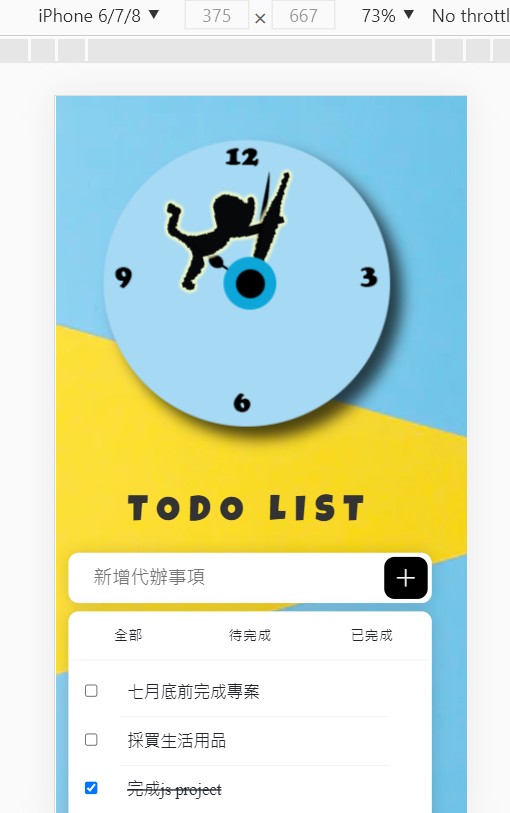 iPhone 6/7/8 ▼ 375 × 667 73% ▼ No throttl
12
9 3
6
TODO LIST
新增代辦事項 +
全部 待完成 已完成
七月底前完成專案
採買生活用品
完成js project